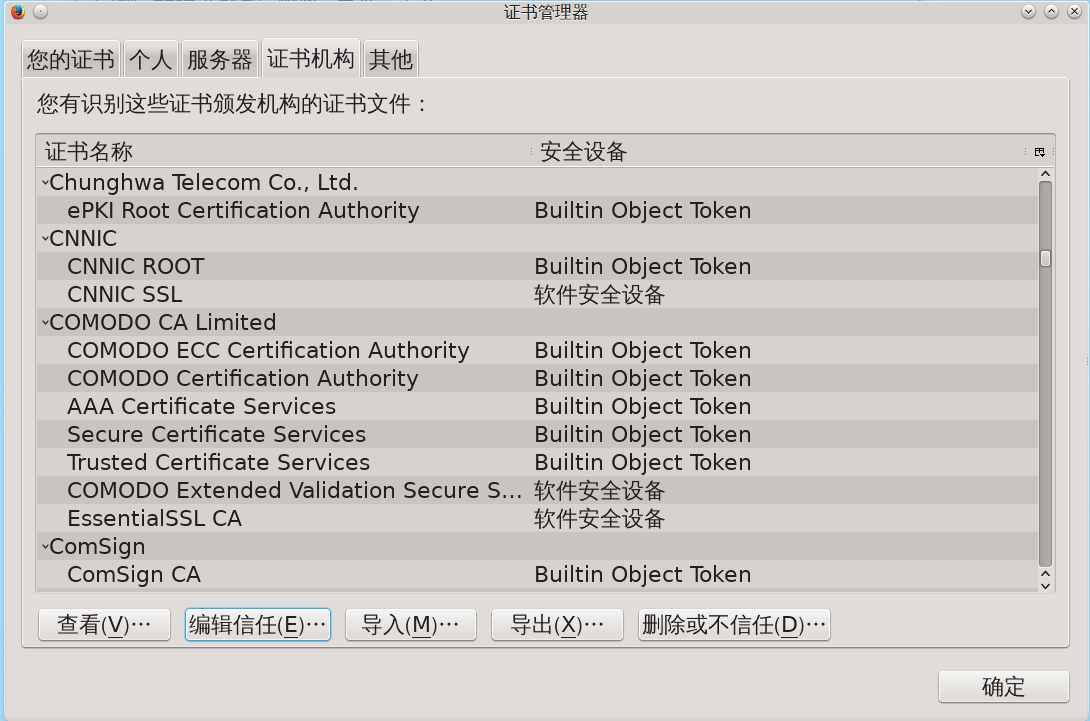 证书管理器
您的证书 个人 服务器 证书机构 其他
您有识别这些证书颁发机构的证书文件：
证书名称 安全设备
Chunghwa Telecom Co., Ltd.
ePKI Root Certification Authority Builtin Object Token
CNNIC
CNNIC ROOT Builtin Object Token
CNNIC SSL 软件安全设备
COMODO CA Limited
COMODO ECC Certification Authority Builtin Object Token
COMODO Certification Authority Builtin Object Token
AAA Certificate Services Builtin Object Token
Secure Certificate Services Builtin Object Token
Trusted Certificate Services Builtin Object Token
COMODO Extended Validation Secure S... 软件安全设备
EssentialSSL CA 软件安全设备
ComSign
ComSign CA Builtin Object Token
查看(V)… 编辑信任(E)… 导入(M)… 导出(X)… 删除或不信任(D)…
确定